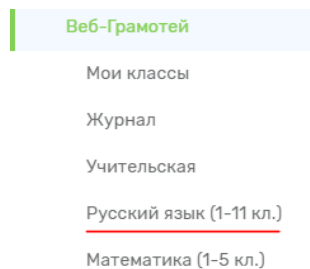 Веб-Грамотей
Мои классы
Журнал
Учительская
Русский язык (1-11 кл.)
Математика (1-5 кл.)